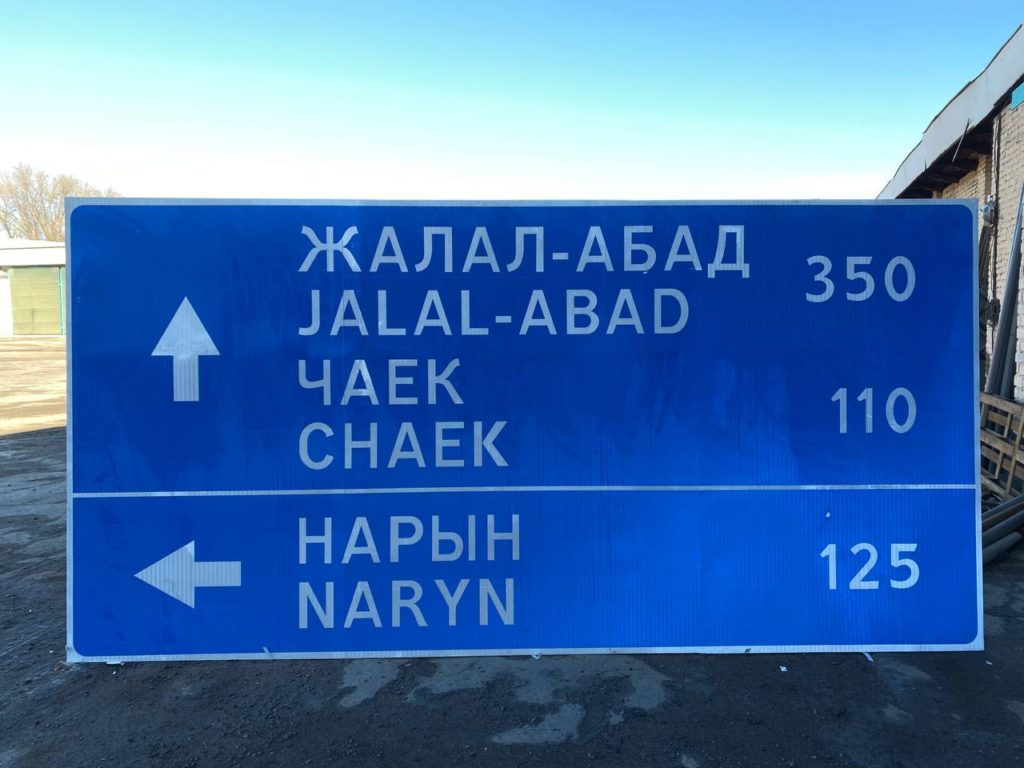 ЖАЛАЛ-АБАД 350
JALAL-ABAD
ЧАЕК 110
CHAEK
НАРЫН 125
NARYN